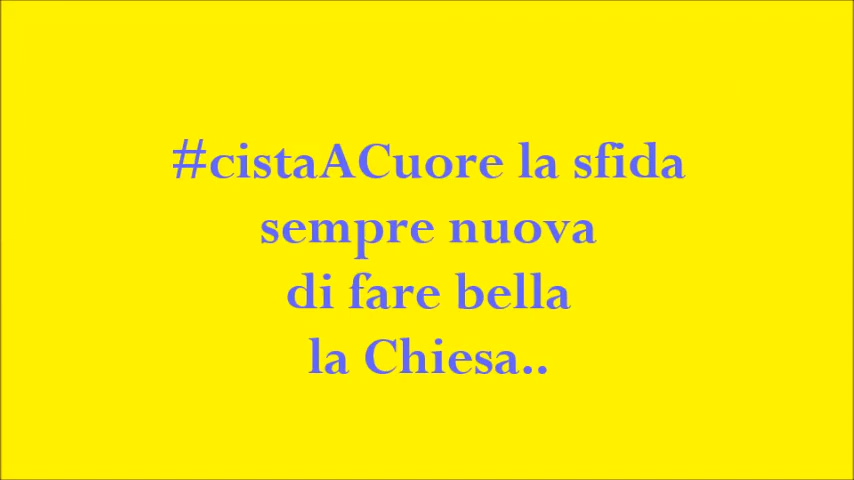 #cistaACuore la sfida
sempre nuova
di fare bella
la Chiesa..